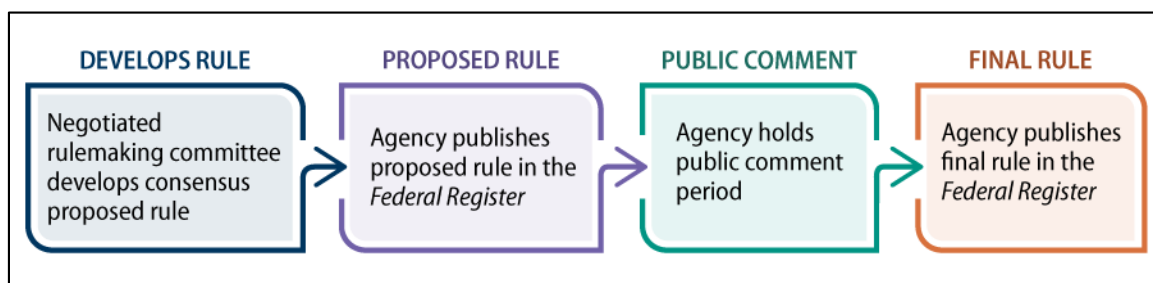 DEVELOPS RULE
Negotiated
rulemaking committee
develops consensus
proposed rule
PROPOSED RULE
Agency publishes
proposed rule in the
Federal Register
PUBLIC COMMENT
Agency holds
public comment
period
FINAL RULE
Agency publishes
final rule in the
Federal Register